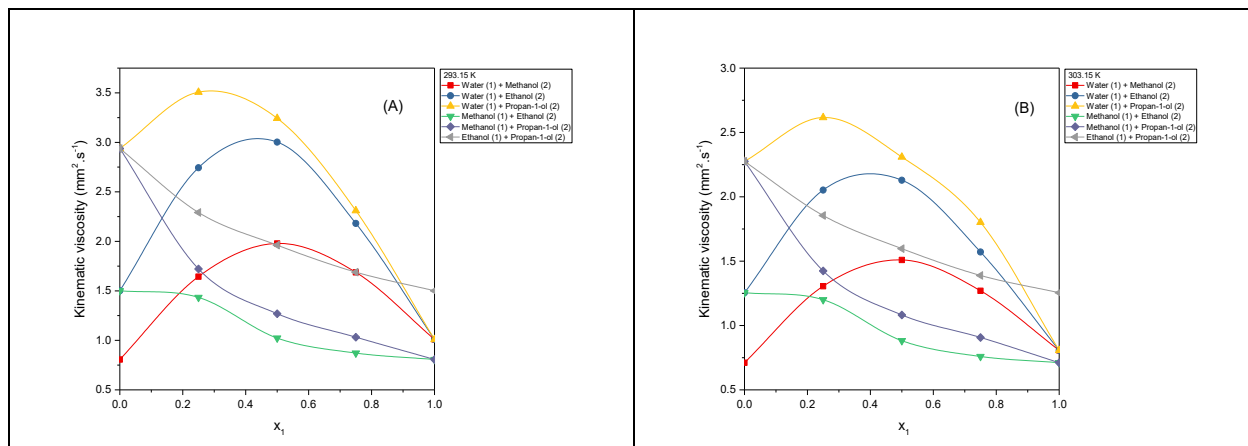 (A)
293.15 K
Water (1) + Methanol (2)
Water (1) + Ethanol (2)
Water (1) + Propan-1-ol (2)
Methanol (1) + Ethanol (2)
Methanol (1) + Propan-1-ol (2)
Ethanol (1) + Propan-1-ol (2)
Kinematic viscosity (mm².s⁻¹)
3.5
3.0
2.5
2.0
1.5
1.0
0.5
0.0 0.2 0.4 0.6 0.8 1.0
x₁
(B)
303.15 K
Water (1) + Methanol (2)
Water (1) + Ethanol (2)
Water (1) + Propan-1-ol (2)
Methanol (1) + Ethanol (2)
Methanol (1) + Propan-1-ol (2)
Ethanol (1) + Propan-1-ol (2)
Kinematic viscosity (mm².s⁻¹)
3.0
2.5
2.0
1.5
1.0
0.5
0.0 0.2 0.4 0.6 0.8 1.0
x₁